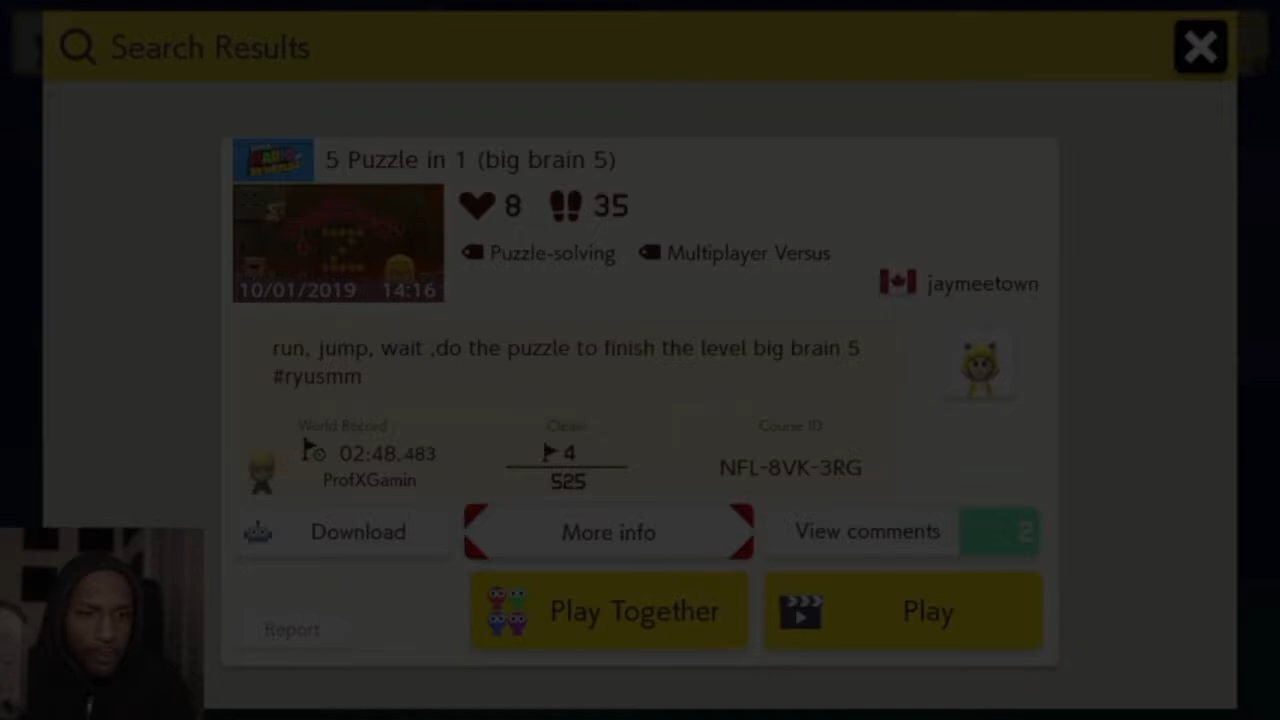 Search Results
5 Puzzle in 1 (big brain 5)
8 35
Puzzle-solving Multiplayer Versus
10/01/2019 14:16
jaymeetown
run, jump, wait ,do the puzzle to finish the level big brain 5
#ryusmm
World Record Clear Course ID
02:48.483 4
ProfXGamin 525 NFL-8VK-3RG
Download More info View comments 2
Report Play Together Play